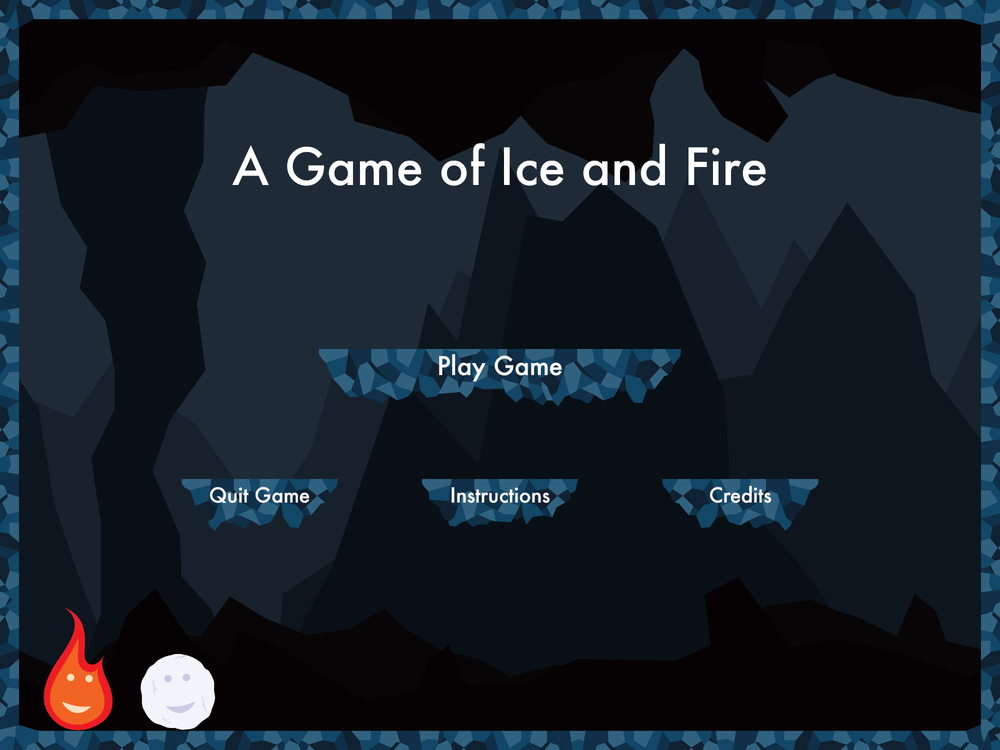 A Game of Ice and Fire
Play Game
Quit Game
Instructions
Credits